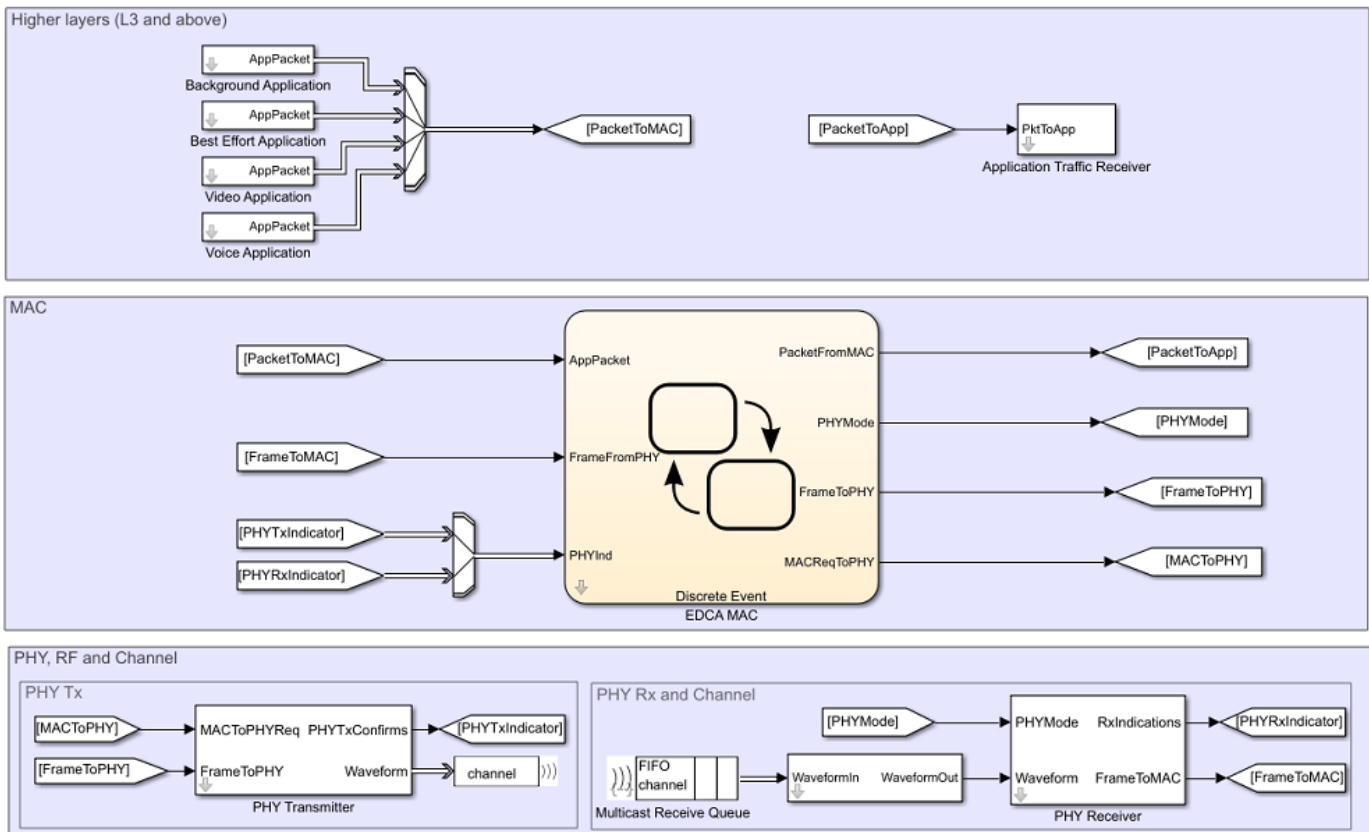 Higher layers (L3 and above)
AppPacket
Background Application
AppPacket
Best Effort Application
AppPacket
Video Application
AppPacket
Voice Application
[PacketToMAC]
[PacketToApp]
PktToApp
Application Traffic Receiver
MAC
[PacketToMAC]
[FrameToMAC]
[PHYTxIndicator]
[PHYRxIndicator]
AppPacket
FrameFromPHY
PHYInd
PacketFromMAC
PHYMode
FrameToPHY
MACReqToPHY
Discrete Event
EDCA MAC
[PacketToApp]
[PHYMode]
[FrameToPHY]
[MACToPHY]
PHY, RF and Channel
PHY Tx
[MACToPHY]
[FrameToPHY]
MACToPHYReq
PHYTxConfirms
FrameToPHY
Waveform
PHY Transmitter
[PHYTxIndicator]
channel
PHY Rx and Channel
[PHYMode]
FIFO
channel
Multicast Receive Queue
WaveformIn
WaveformOut
PHYMode
RxIndications
Waveform
FrameToMAC
PHY Receiver
[PHYRxIndicator]
[FrameToMAC]